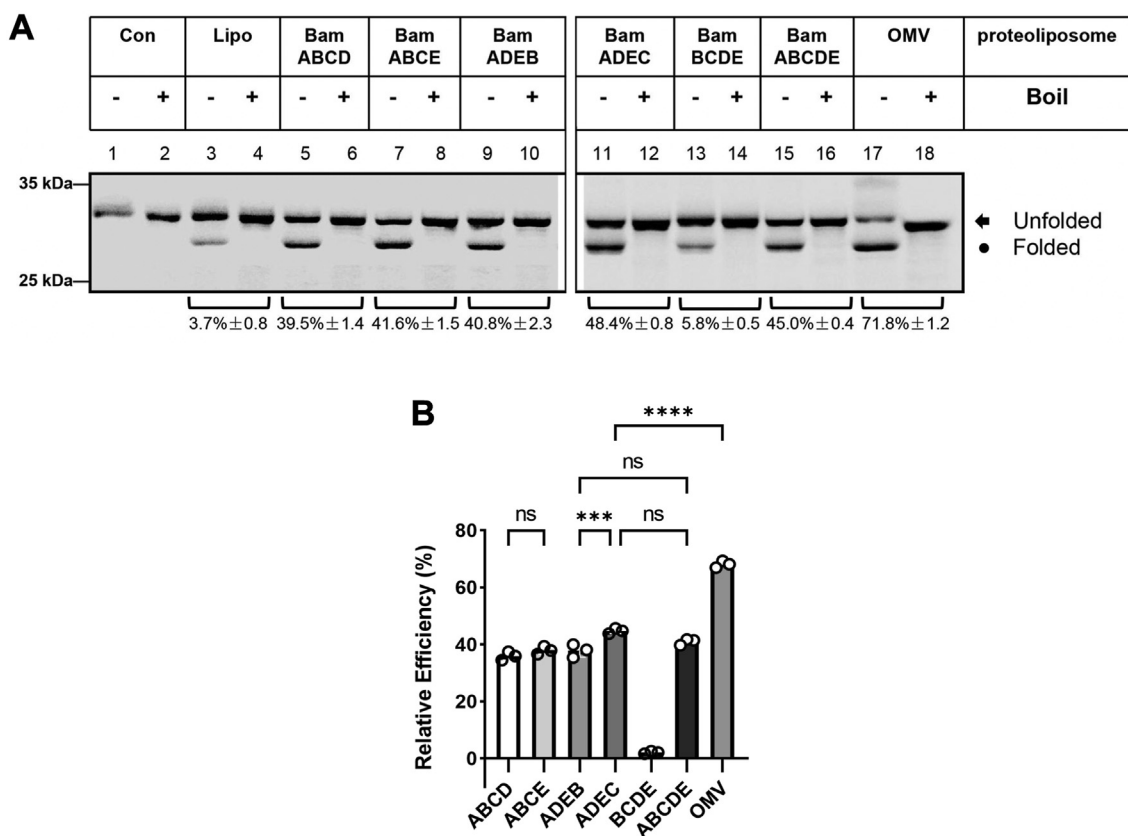 A
Con Lipo Bam ABCD Bam ABCE Bam ADEB Bam ADEC Bam BCDE Bam ABCDE OMV proteoliposome
- + - + - + - + - + - + - + - + - + Boil
1 2 3 4 5 6 7 8 9 10 11 12 13 14 15 16 17 18
35 kDa
Unfolded
● Folded
25 kDa
3.7%±0.8 39.5%±1.4 41.6%±1.5 40.8%±2.3 48.4%±0.8 5.8%±0.5 45.0%±0.4 71.8%±1.2
B
****
ns
ns *** ns
Relative Efficiency (%)
80
60
40
20
0
ABCD ABCE ADEB ADEC BCDE ABCDE OMV